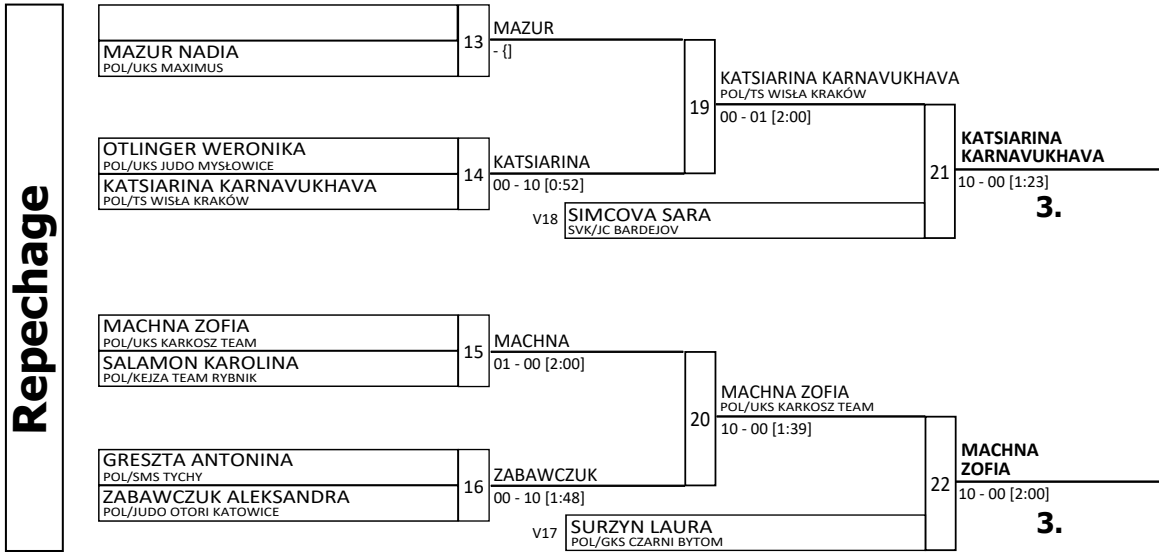 Repechage
MAZUR NADIA
POL/UKS MAXIMUS
13
MAZUR
- {]
OTLINGER WERONIKA
POL/UKS JUDO MYSŁOWICE
KATSIARINA KARNAVUKHAVA
POL/TS WISŁA KRAKÓW
14
KATSIARINA
00 - 10 [0:52]
19
KATSIARINA KARNAVUKHAVA
POL/TS WISŁA KRAKÓW
00 - 01 [2:00]
V18
SIMCOVA SARA
SVK/JC BARDEJOV
21
KATSIARINA
KARNAVUKHAVA
10 - 00 [1:23]
3.
MACHNA ZOFIA
POL/UKS KARKOSZ TEAM
SALAMON KAROLINA
POL/KEJZA TEAM RYBNIK
15
MACHNA
01 - 00 [2:00]
GRESZTA ANTONINA
POL/SMS TYCHY
ZABAWCZUK ALEKSANDRA
POL/JUDO OTORI KATOWICE
16
ZABAWCZUK
00 - 10 [1:48]
20
MACHNA ZOFIA
POL/UKS KARKOSZ TEAM
10 - 00 [1:39]
V17
SURZYN LAURA
POL/GKS CZARNI BYTOM
22
MACHNA
ZOFIA
10 - 00 [2:00]
3.